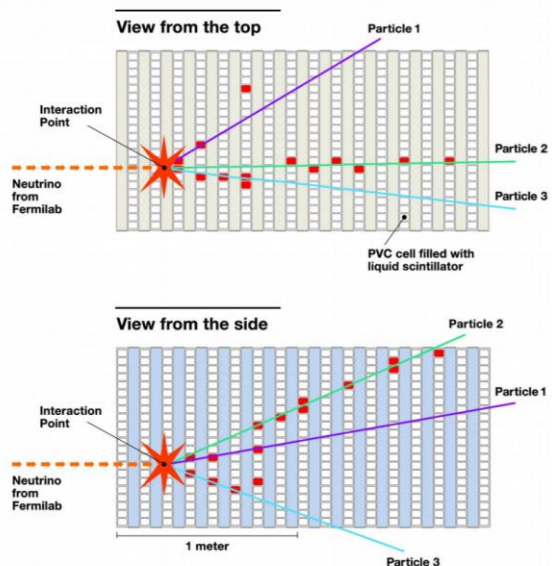 View from the top
Particle 1
Interaction
Point
Particle 2
Neutrino
from
Fermilab
Particle 3
PVC cell filled with
liquid scintillator
View from the side
Particle 2
Particle 1
Interaction
Point
Neutrino
from
Fermilab
1 meter
Particle 3